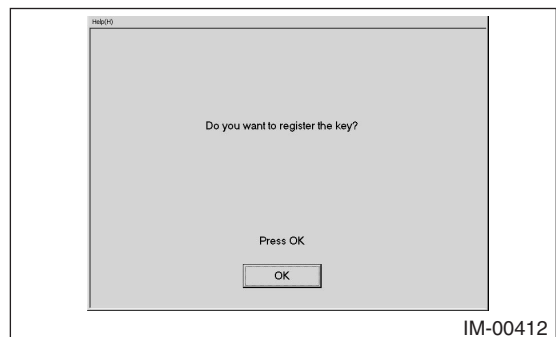 Help(H)
Do you want to register the key?
Press OK
OK
IM-00412